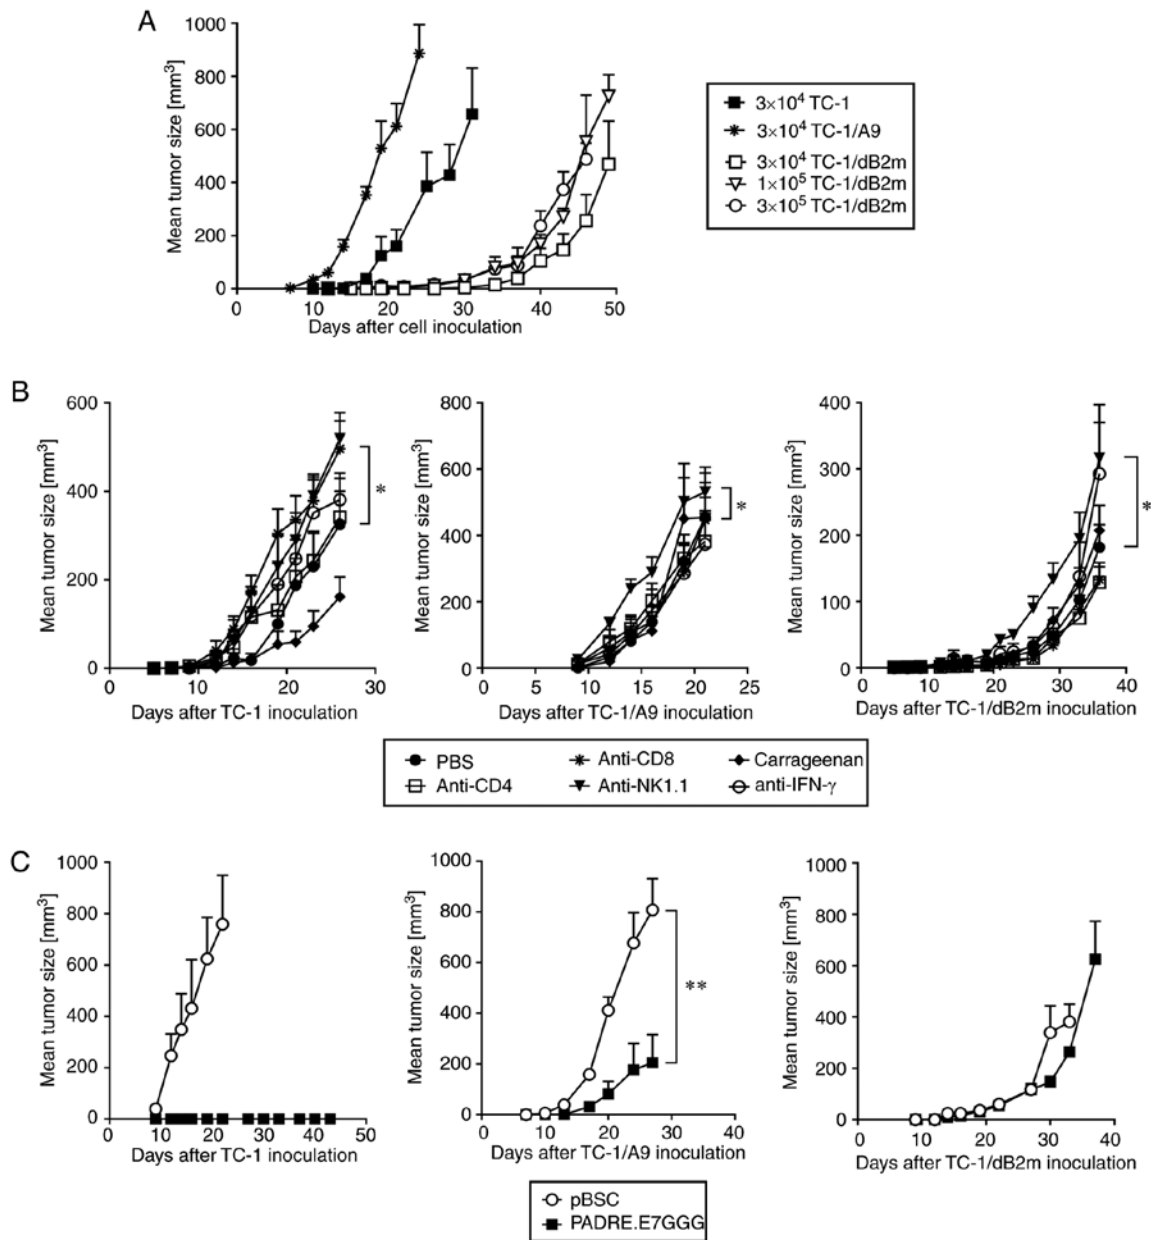 A
Mean tumor size [mm³]
1000
800
600
400
200
0
0 10 20 30 40 50
Days after cell inoculation
3×10⁴ TC-1
3×10⁴ TC-1/A9
3×10⁴ TC-1/dB2m
1×10⁵ TC-1/dB2m
3×10⁵ TC-1/dB2m
B
Mean tumor size [mm³]
600
400
200
0
0 10 20 30
*
Days after TC-1 inoculation
Mean tumor size [mm³]
800
600
400
200
0
0 5 10 15 20 25
*
Days after TC-1/A9 inoculation
Mean tumor size [mm³]
400
300
200
100
0
0 10 20 30 40
*
Days after TC-1/dB2m inoculation
PBS
Anti-CD8
Carrageenan
Anti-CD4
Anti-NK1.1
anti-IFN-γ
C
Mean tumor size [mm³]
1000
800
600
400
200
0
0 10 20 30 40 50
Days after TC-1 inoculation
Mean tumor size [mm³]
1000
800
600
400
200
0
0 10 20 30 40
**
Days after TC-1/A9 inoculation
Mean tumor size [mm³]
1000
800
600
400
200
0
0 10 20 30 40
Days after TC-1/dB2m inoculation
pBSC
PADRE.E7GGG